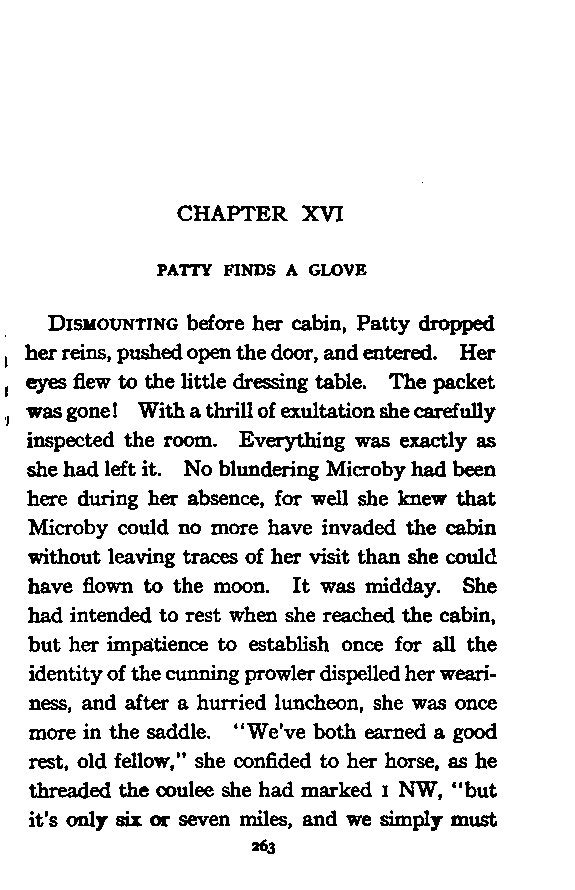 CHAPTER XVI
PATTY FINDS A GLOVE
DISMOUNTING before her cabin, Patty dropped
her reins, pushed open the door, and entered. Her
eyes flew to the little dressing table. The packet
was gone! With a thrill of exultation she carefully
inspected the room. Everything was exactly as
she had left it. No blundering Microby had been
here during her absence, for well she knew that
Microby could no more have invaded the cabin
without leaving traces of her visit than she could
have flown to the moon. It was midday. She
had intended to rest when she reached the cabin,
but her impatience to establish once for all the
identity of the cunning prowler dispelled her weari-
ness, and after a hurried luncheon, she was once
more in the saddle. "We've both earned a good
rest, old fellow," she confided to her horse, as he
threaded the coulee she had marked 1 NW, "but
it's only six or seven miles, and we simply must
263